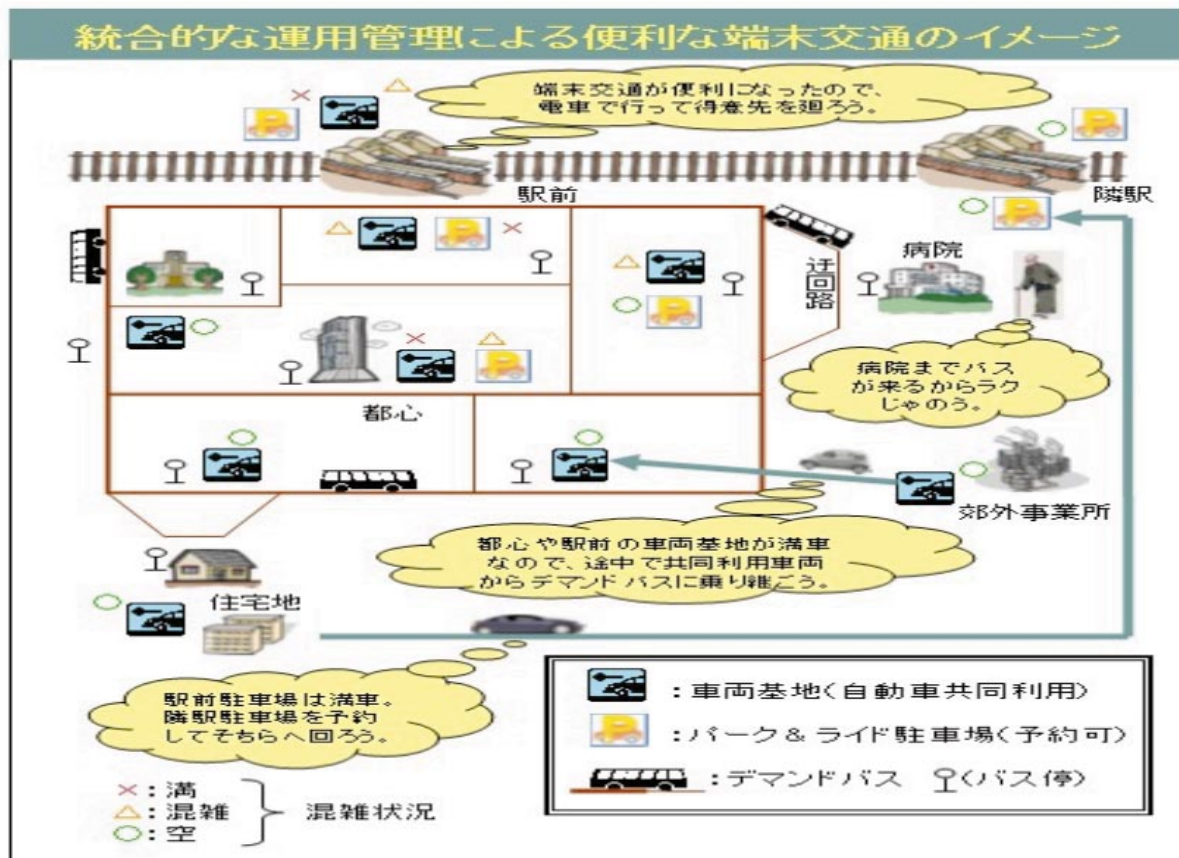 統合的な運用管理による便利な端末交通のイメージ
端末交通が便利になったので、
電車で行って得意先を廻ろう。
× △
○
駅前
隣駅
○
△ ×
迂回路
病院
△
○
○
× △
病院までバス
が来るからラク
じゃのう。
都心
○
○
○
郊外事業所
都心や駅前の車両基地が満車
なので、途中で共同利用車両
からデマンドバスに乗り継ごう。
○
住宅地
駅前駐車場は満車。
隣駅駐車場を予約
してそちらへ回ろう。
:車両基地(自動車共同利用)
:パーク&ライド駐車場(予約可)
:デマンドバス (バス停)
×:満
△:混雑
○:空
混雑状況